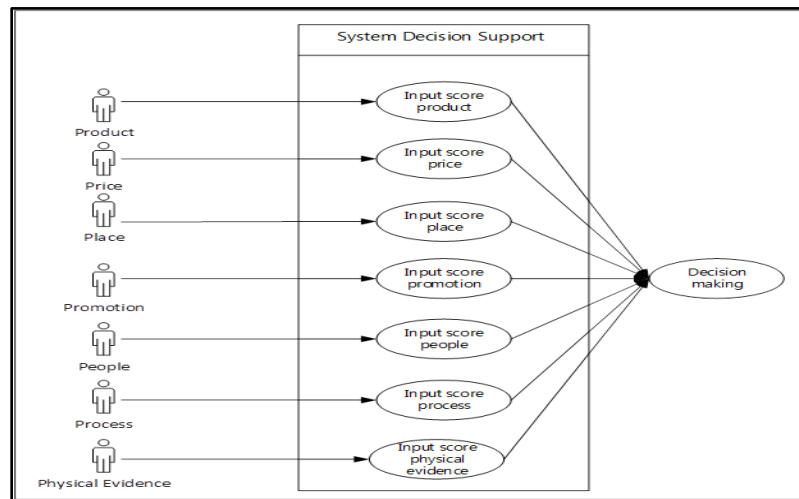 System Decision Support
Input score
product
Product
Input score
price
Price
Input score
place
Place
Input score
promotion
Decision
making
Promotion
Input score
people
People
Input score
process
Process
Input score
physical
evidence
Physical Evidence